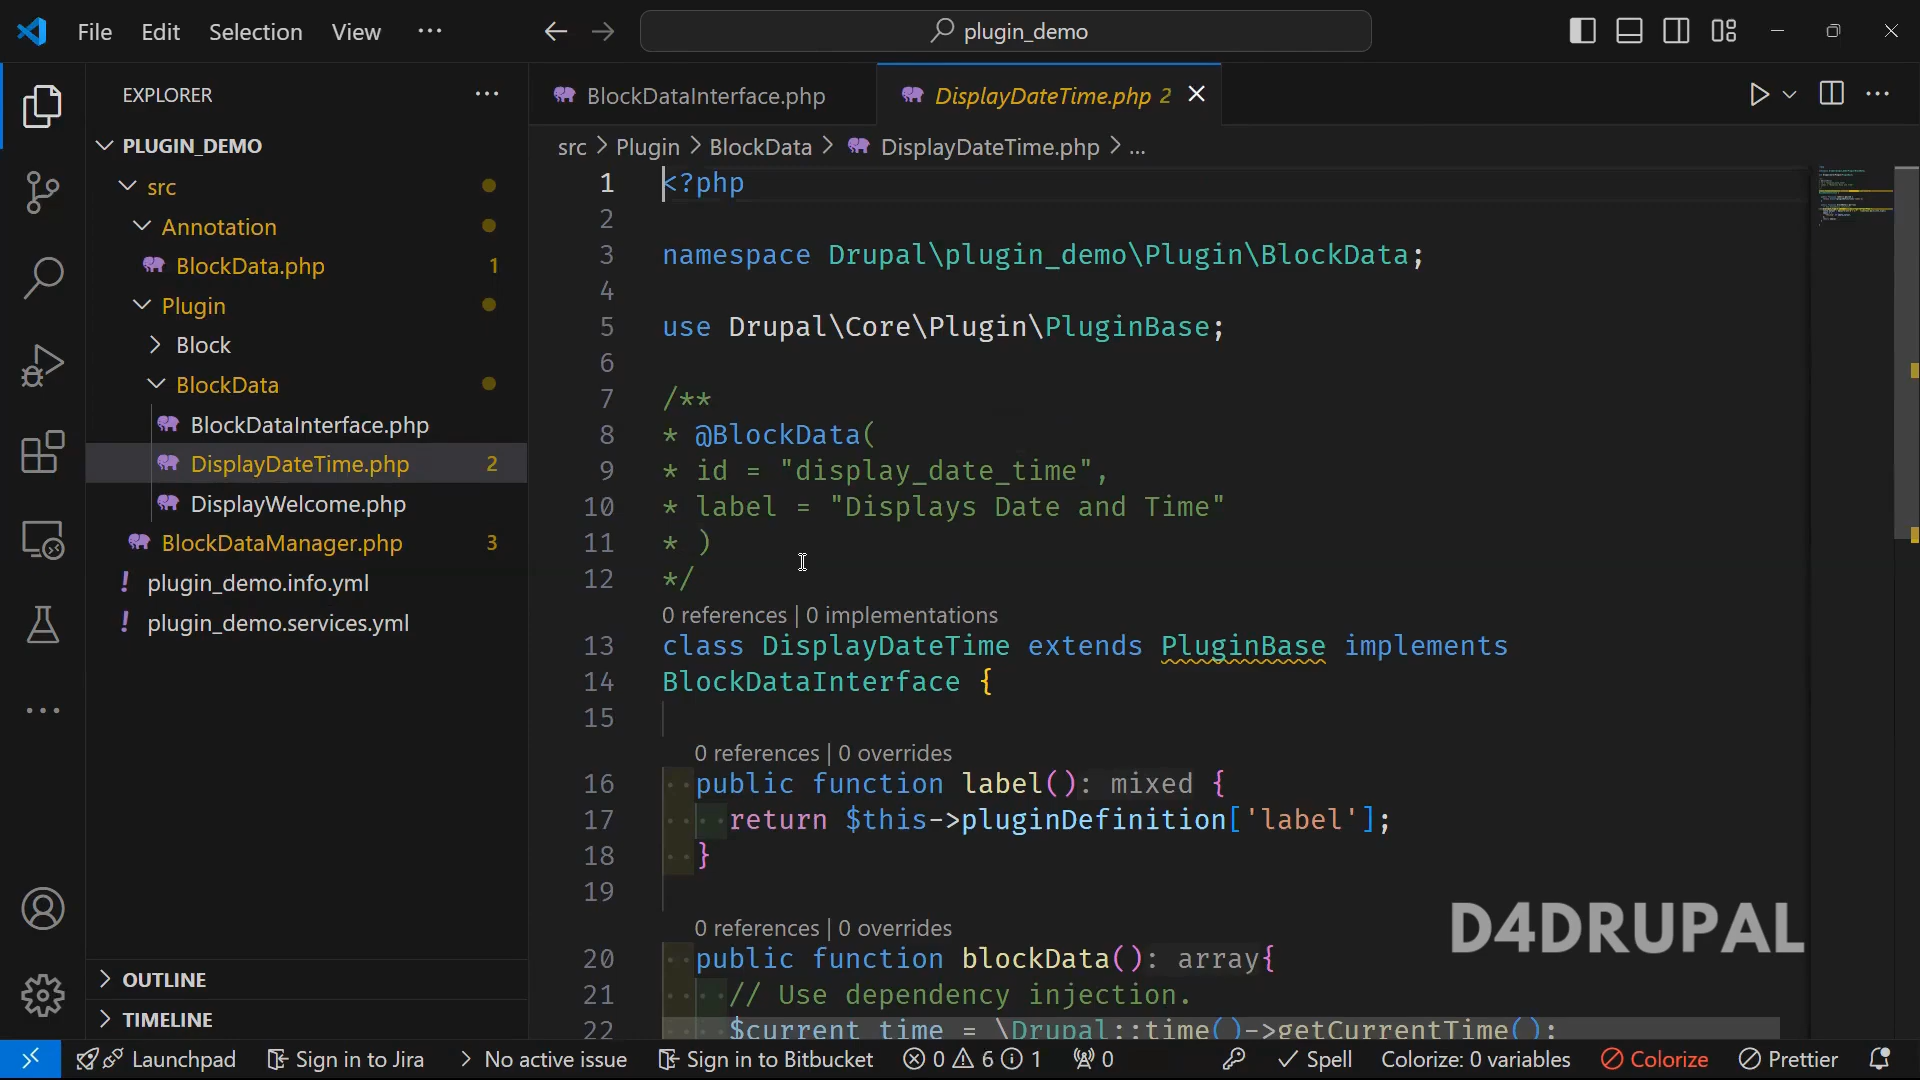 File Edit Selection View ··· plugin_demo
EXPLORER ···
PLUGIN_DEMO
src
Annotation
BlockData.php 1
Plugin
Block
BlockData
BlockDataInterface.php
DisplayDateTime.php 2
DisplayWelcome.php
BlockDataManager.php 3
! plugin_demo.info.yml
! plugin_demo.services.yml
OUTLINE
TIMELINE
BlockDataInterface.php DisplayDateTime.php 2
src > Plugin > BlockData > DisplayDateTime.php > ...
1 <?php
2
3 namespace Drupal\plugin_demo\Plugin\BlockData;
4
5 use Drupal\Core\Plugin\PluginBase;
6
7 /**
8 * @BlockData(
9 * id = "display_date_time",
10 * label = "Displays Date and Time"
11 * )
12 */
0 references | 0 implementations
13 class DisplayDateTime extends PluginBase implements
14 BlockDataInterface {
15
0 references | 0 overrides
16 public function label(): mixed {
17 return $this->pluginDefinition['label'];
18 }
19
0 references | 0 overrides
20 public function blockData(): array{
21 // Use dependency injection.
22 $current_time = \Drupal::time()->getCurrentTime();
D4DRUPAL
Launchpad Sign in to Jira > No active issue Sign in to Bitbucket 0 6 1 0 Spell Colorize: 0 variables Colorize Prettier